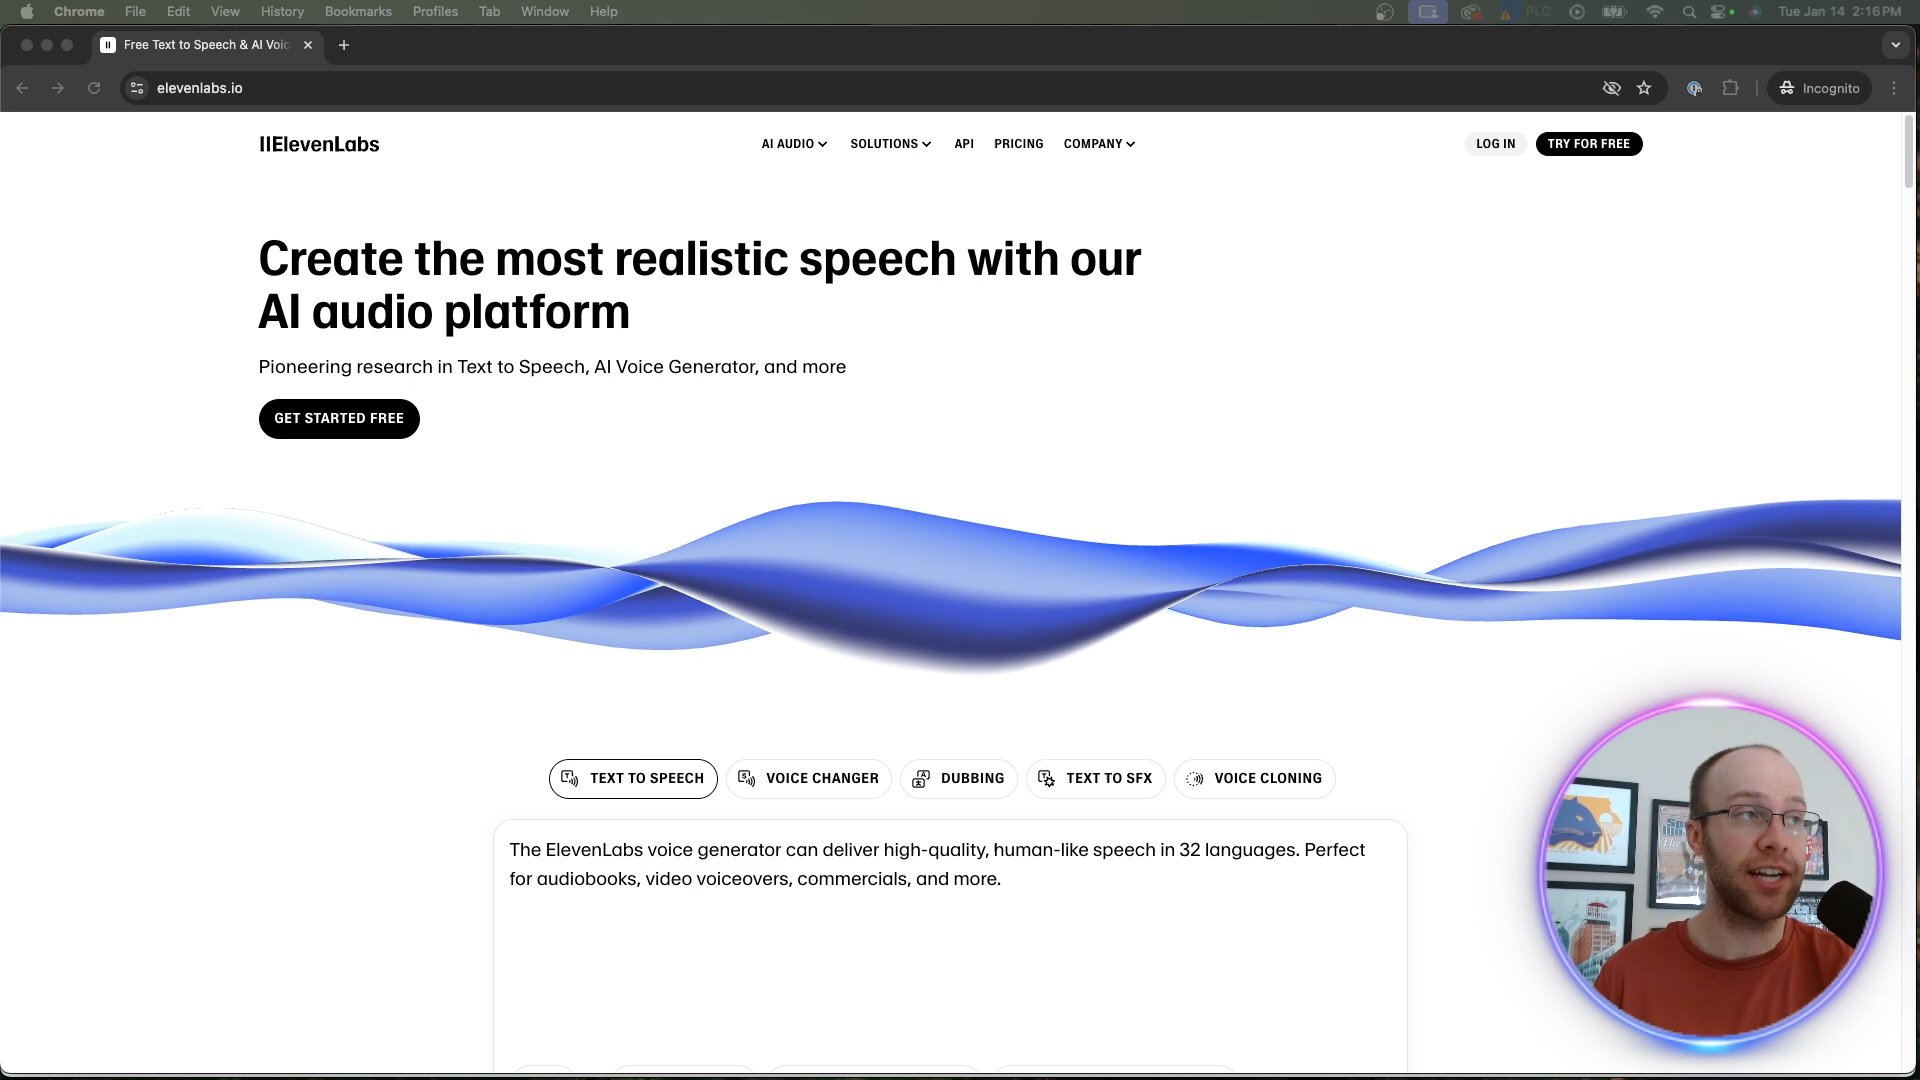 Chrome File Edit View History Bookmarks Profiles Tab Window Help PLC Tue Jan 14 2:16 PM
Free Text to Speech & AI Voic
elevenlabs.io Incognito
IIElevenLabs AI AUDIO SOLUTIONS API PRICING COMPANY LOG IN TRY FOR FREE
Create the most realistic speech with our
AI audio platform
Pioneering research in Text to Speech, AI Voice Generator, and more
GET STARTED FREE
TEXT TO SPEECH VOICE CHANGER DUBBING TEXT TO SFX VOICE CLONING
The ElevenLabs voice generator can deliver high-quality, human-like speech in 32 languages. Perfect
for audiobooks, video voiceovers, commercials, and more.